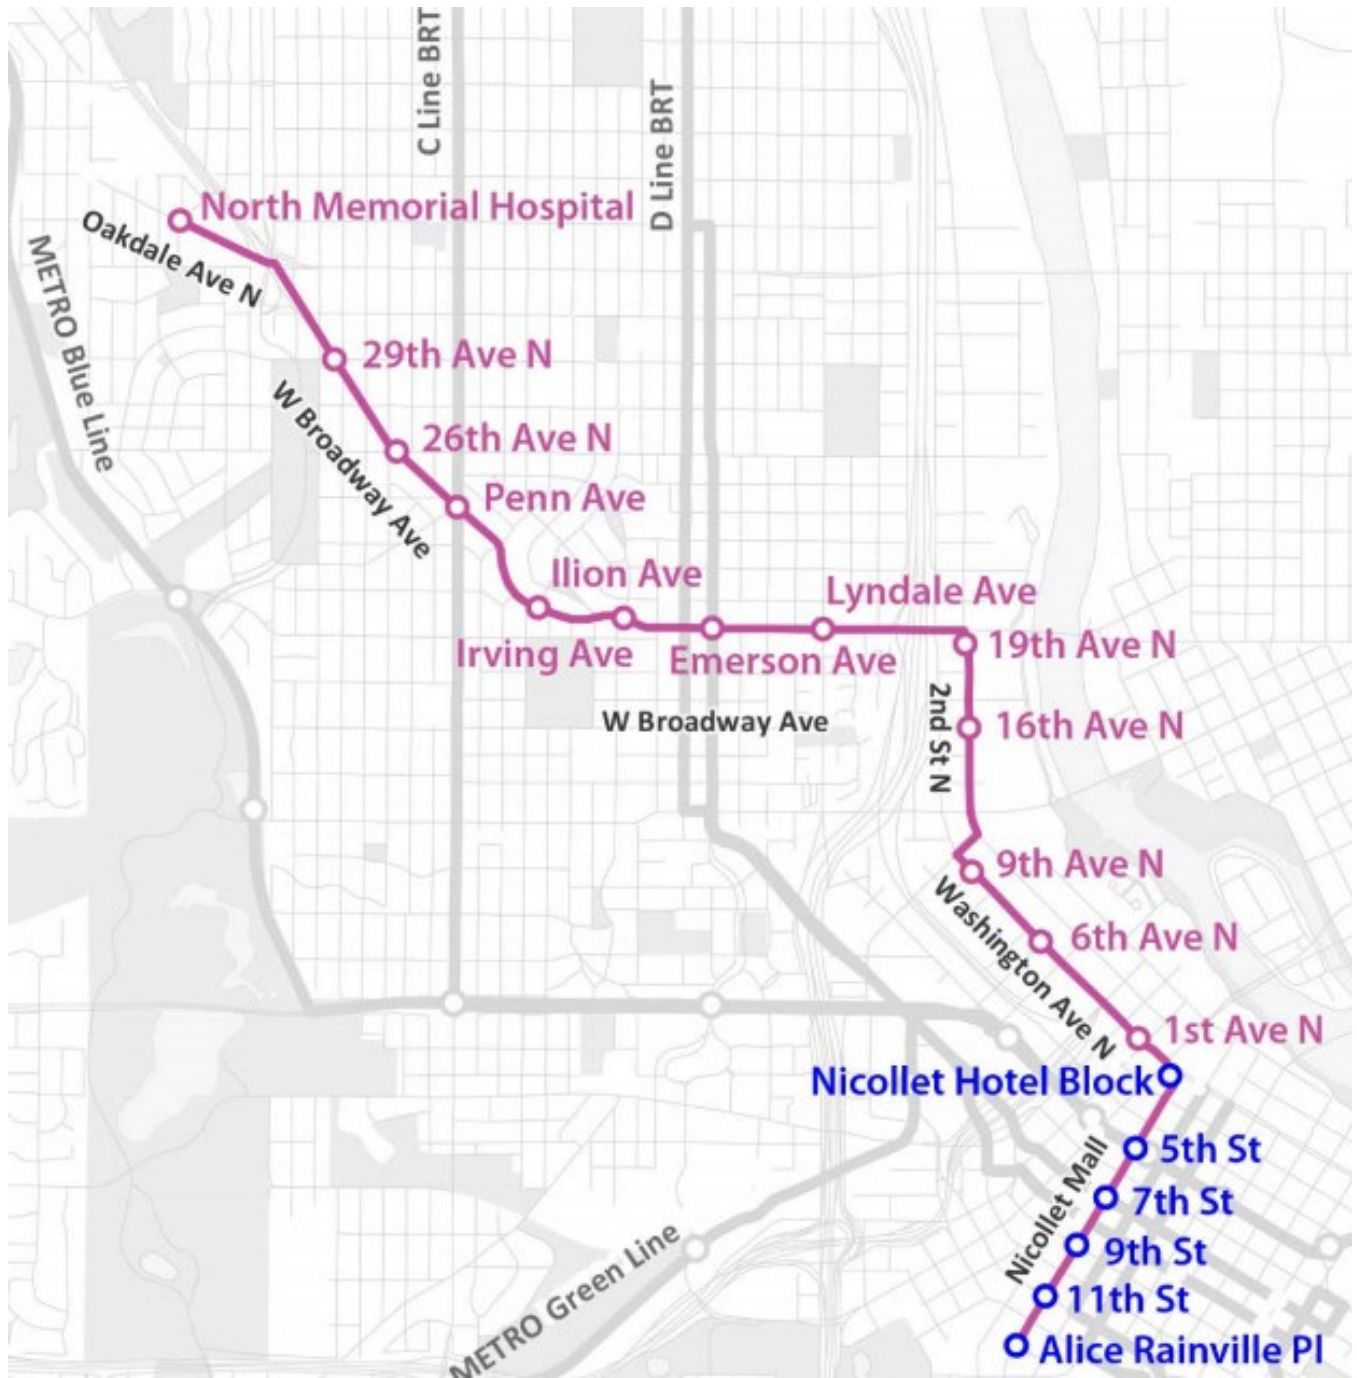 C Line BRT
D Line BRT
North Memorial Hospital
Oakdale Ave N
METRO Blue Line
29th Ave N
W Broadway Ave
26th Ave N
Penn Ave
Ilion Ave
Lyndale Ave
Irving Ave
Emerson Ave
19th Ave N
2nd St N
W Broadway Ave
16th Ave N
9th Ave N
Washington Ave N
6th Ave N
1st Ave N
Nicollet Hotel Block
Nicollet Mall
5th St
7th St
9th St
11th St
METRO Green Line
Alice Rainville Pl